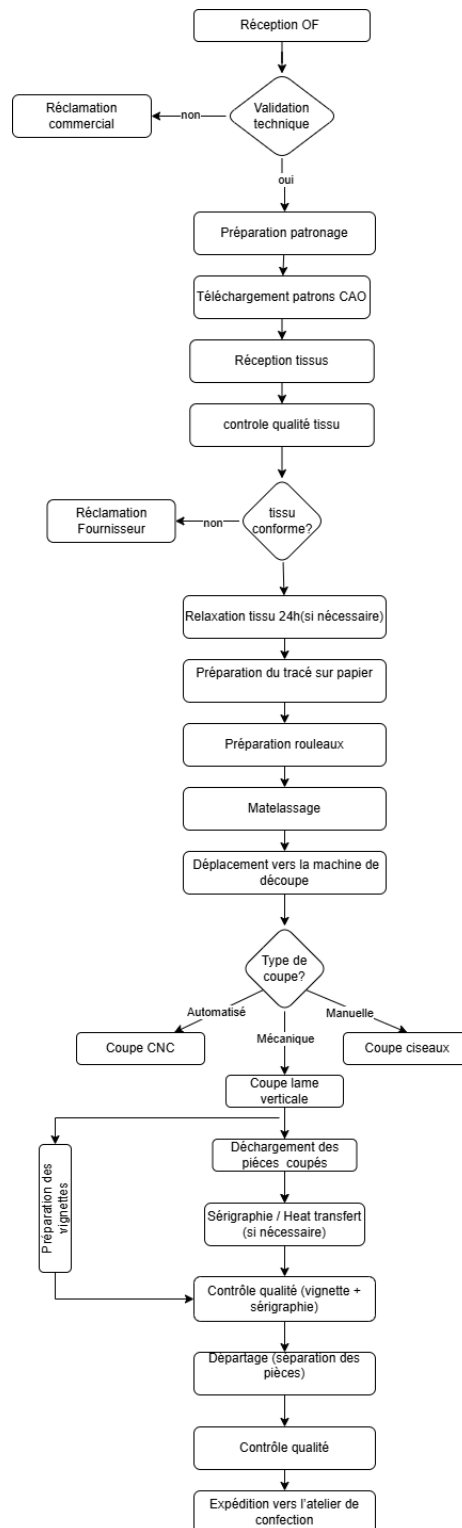 Réception OF
Validation
technique
non
Réclamation
commercial
oui
Préparation patronage
Téléchargement patrons CAO
Réception tissus
controle qualité tissu
tissu
conforme?
non
Réclamation
Fournisseur
Relaxation tissu 24h(si nécessaire)
Préparation du tracé sur papier
Préparation rouleaux
Matelassage
Déplacement vers la machine de
découpe
Type de
coupe?
Automatisé
Manuelle
Mécanique
Coupe CNC
Coupe ciseaux
Coupe lame
verticale
Déchargement des
piéces coupés
Préparation des
vignettes
Sérigraphie / Heat transfert
(si nécessaire)
Contrôle qualité (vignette +
sérigraphie)
Départage (séparation des
pièces)
Contrôle qualité
Expédition vers l'atelier de
confection